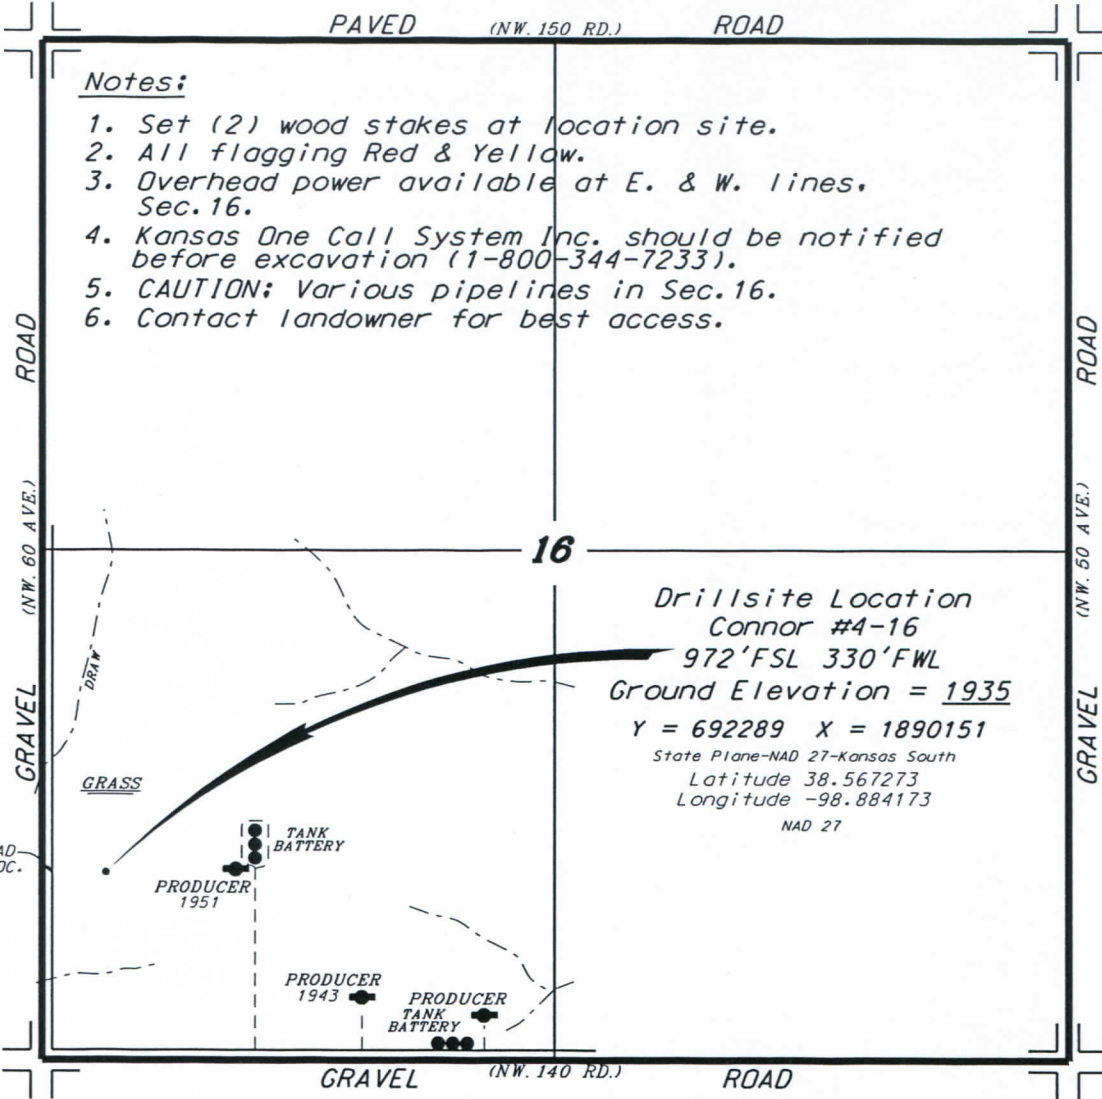 PAVED (NW. 150 RD.) ROAD
Notes:
1. Set (2) wood stakes at location site.
2. All flagging Red & Yellow.
3. Overhead power available at E. & W. lines,
Sec. 16.
4. Kansas One Call System Inc. should be notified
before excavation (1-800-344-7233).
5. CAUTION: Various pipelines in Sec. 16.
6. Contact landowner for best access.
GRAVEL (NW. 60 AVE.) ROAD
GRAVEL (NW. 50 AVE.) ROAD
16
Drillsite Location
Connor #4-16
972'FSL 330'FWL
Ground Elevation = 1935
Y = 692289 X = 1890151
State Plane-NAD 27-Kansas South
Latitude 38.567273
Longitude -98.884173
NAD 27
DRAW
GRASS
TANK
BATTERY
PRODUCER
1951
PRODUCER
1943
PRODUCER
TANK
BATTERY
GRAVEL (NW. 140 RD.) ROAD